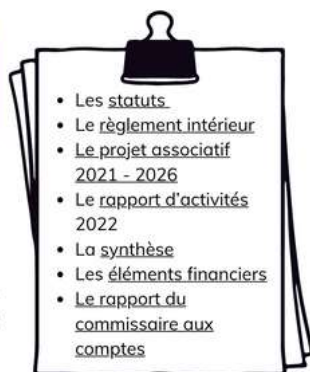 • Les statuts
• Le règlement intérieur
• Le projet associatif
2021 - 2026
• Le rapport d'activités
2022
• La synthèse
• Les éléments financiers
• Le rapport du
commissaire aux
comptes